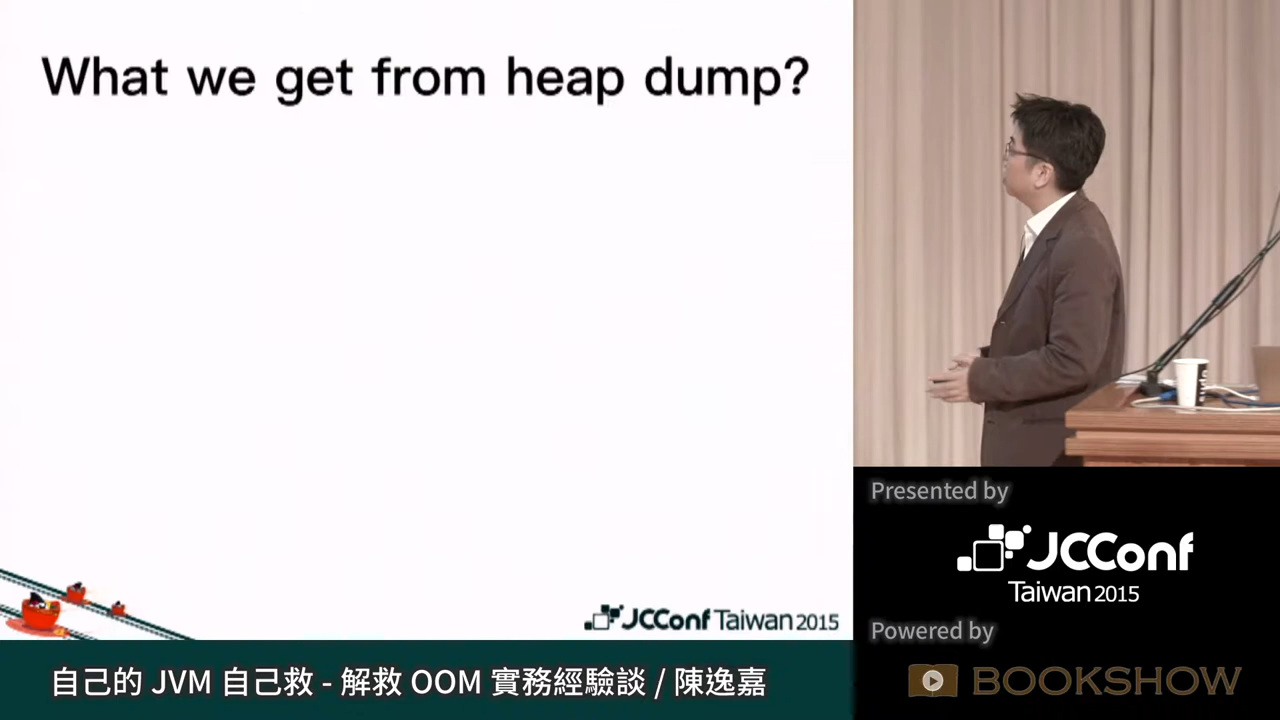 What we get from heap dump?
JCConf Taiwan 2015
自己的 JVM 自己救 - 解救 OOM 實務經驗談 / 陳逸嘉
Presented by
JCConf
Taiwan 2015
Powered by
BOOKSHOW